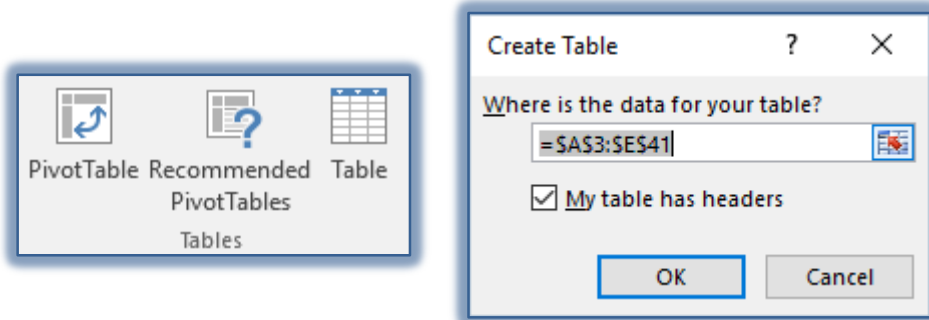 PivotTable Recommended Table
PivotTables
Tables
Create Table ? ×
Where is the data for your table?
=$A$3:$E$41
My table has headers
OK Cancel